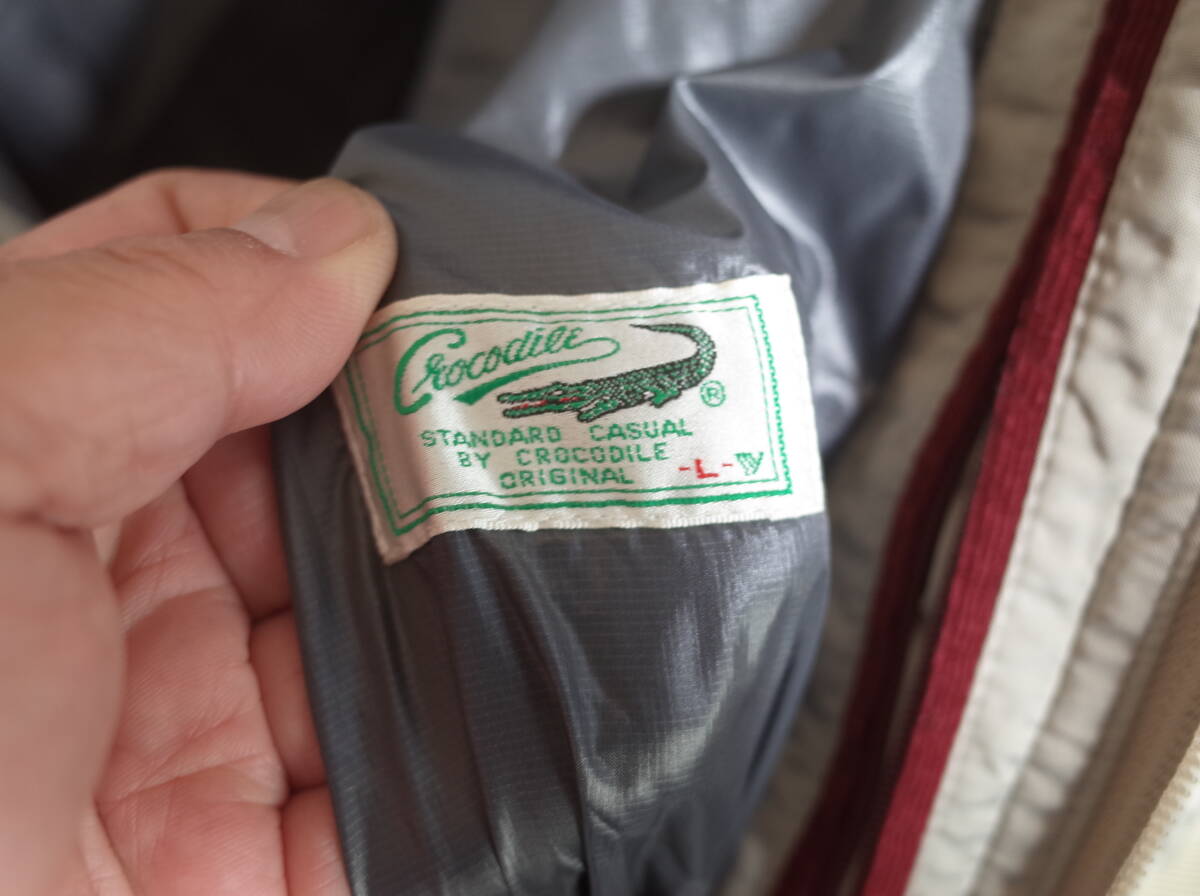 Crocodile
®
STANDARD CASUAL
BY CROCODILE
ORIGINAL
-L-